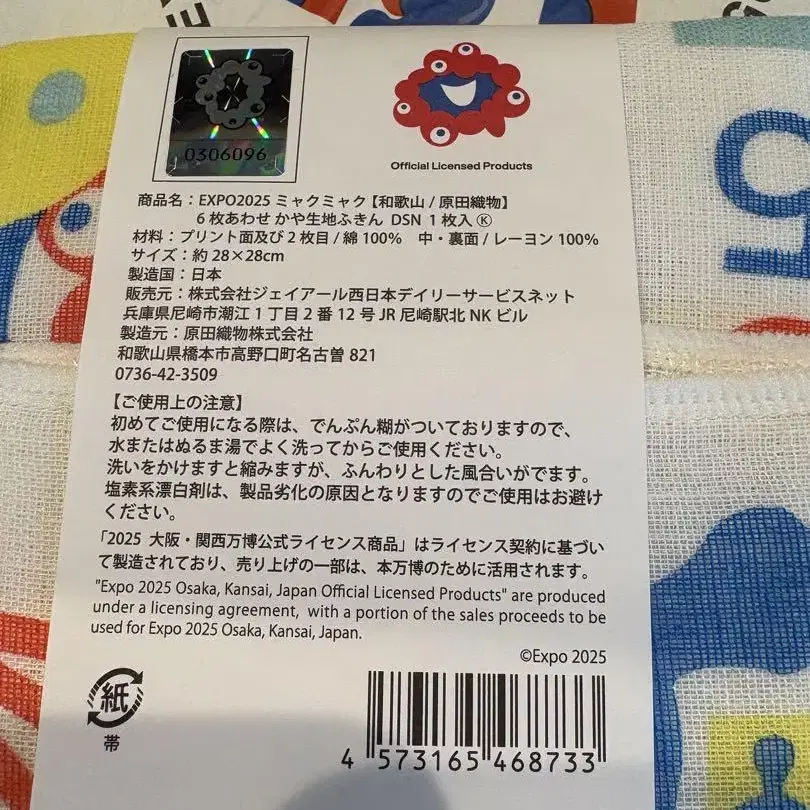 0306096
Official Licensed Products
商品名：EXPO2025 ミャクミャク【和歌山 / 原田織物】
６枚あわせ かや生地ふきん DSN １枚入 Ⓚ
材料：プリント面及び２枚目 / 綿 100%　中・裏面 / レーヨン 100%
サイズ：約 28×28cm
製造国：日本
販売元：株式会社ジェイアール西日本デイリーサービスネット
兵庫県尼崎市潮江１丁目２番 12 号 JR 尼崎駅北 NK ビル
製造元：原田織物株式会社
和歌山県橋本市高野口町名古曽 821
0736-42-3509
【ご使用上の注意】
初めてご使用になる際は、でんぷん糊がついておりますので、
水またはぬるま湯でよく洗ってからご使用ください。
洗いをかけますと縮みますが、ふんわりとした風合いがでます。
塩素系漂白剤は、製品劣化の原因となりますのでご使用はお避け
ください。
「2025 大阪・関西万博公式ライセンス商品」はライセンス契約に基づい
て製造されており、売り上げの一部は、本万博のために活用されます。
"Expo 2025 Osaka, Kansai, Japan Official Licensed Products" are produced
under a licensing agreement, with a portion of the sales proceeds to be
used for Expo 2025 Osaka, Kansai, Japan.
©Expo 2025
紙
帯
4 573165 468733